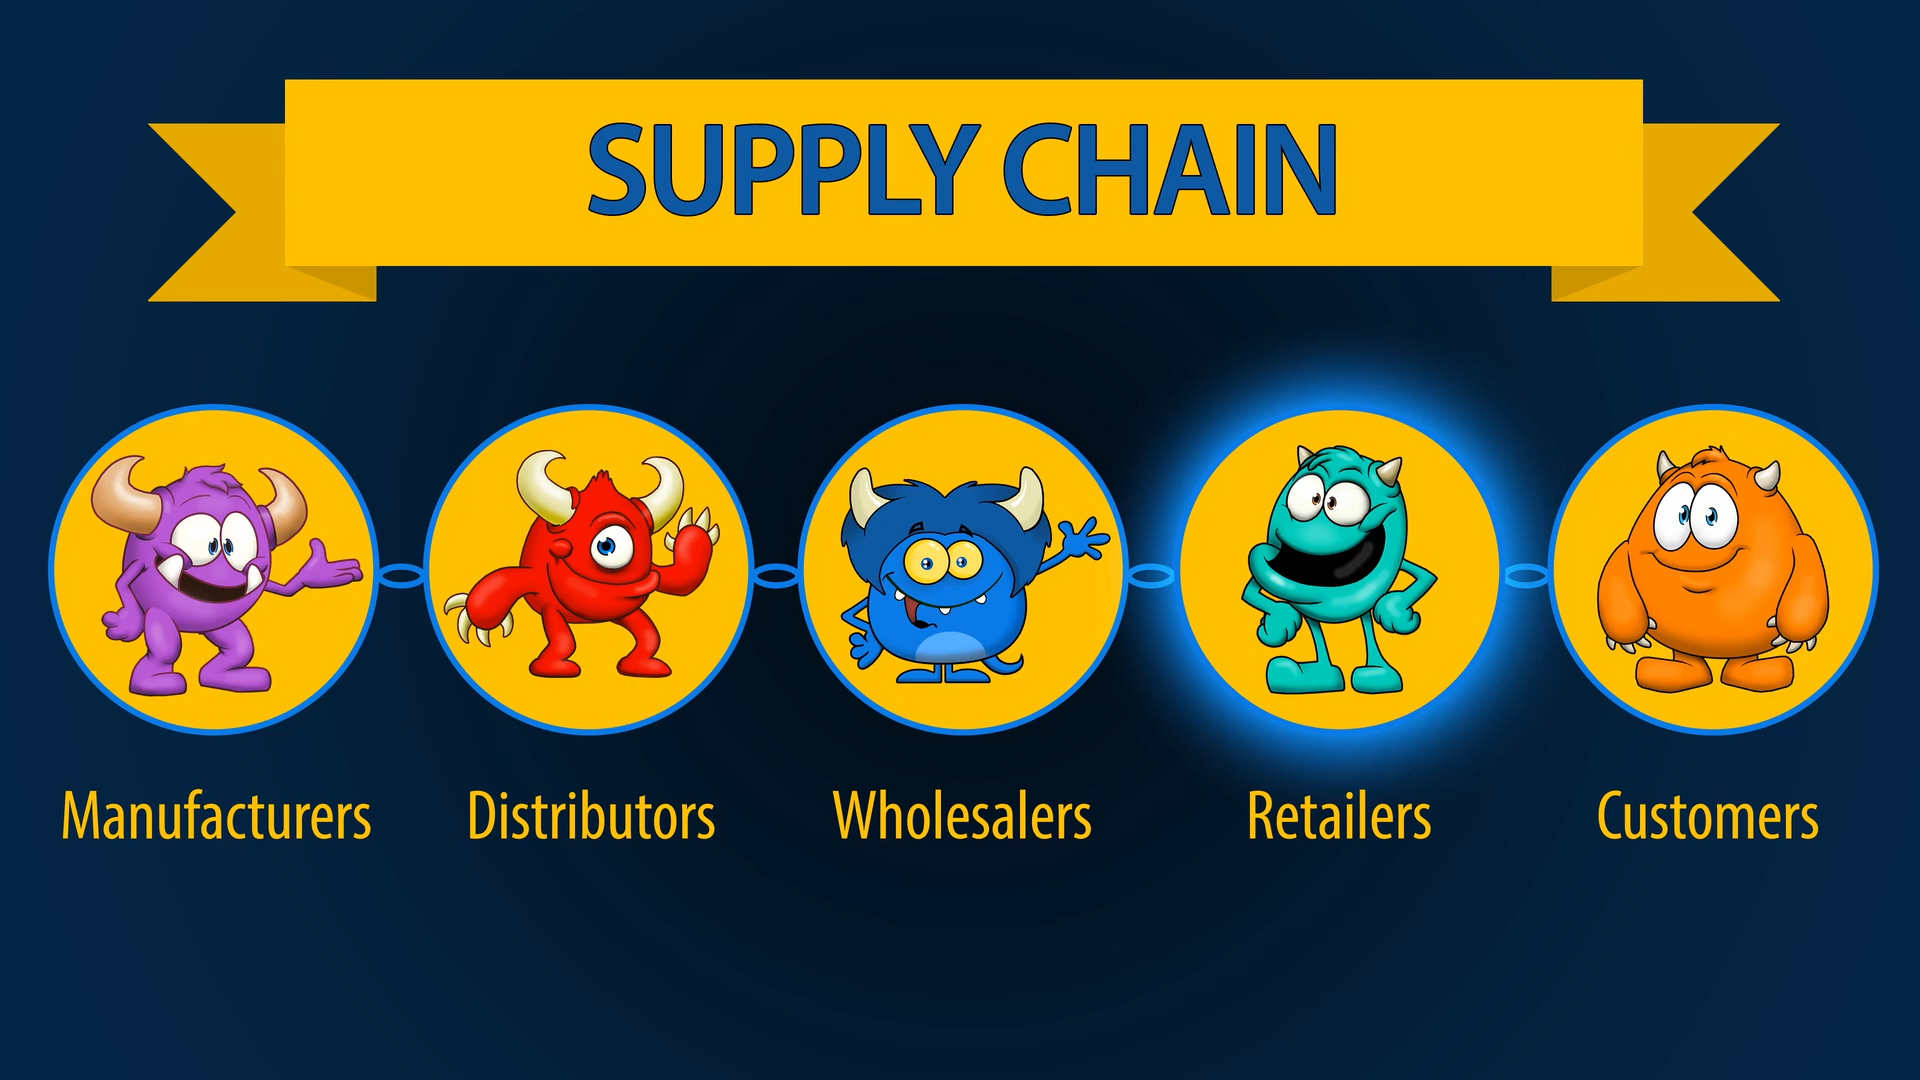 SUPPLY CHAIN
Manufacturers
Distributors
Wholesalers
Retailers
Customers